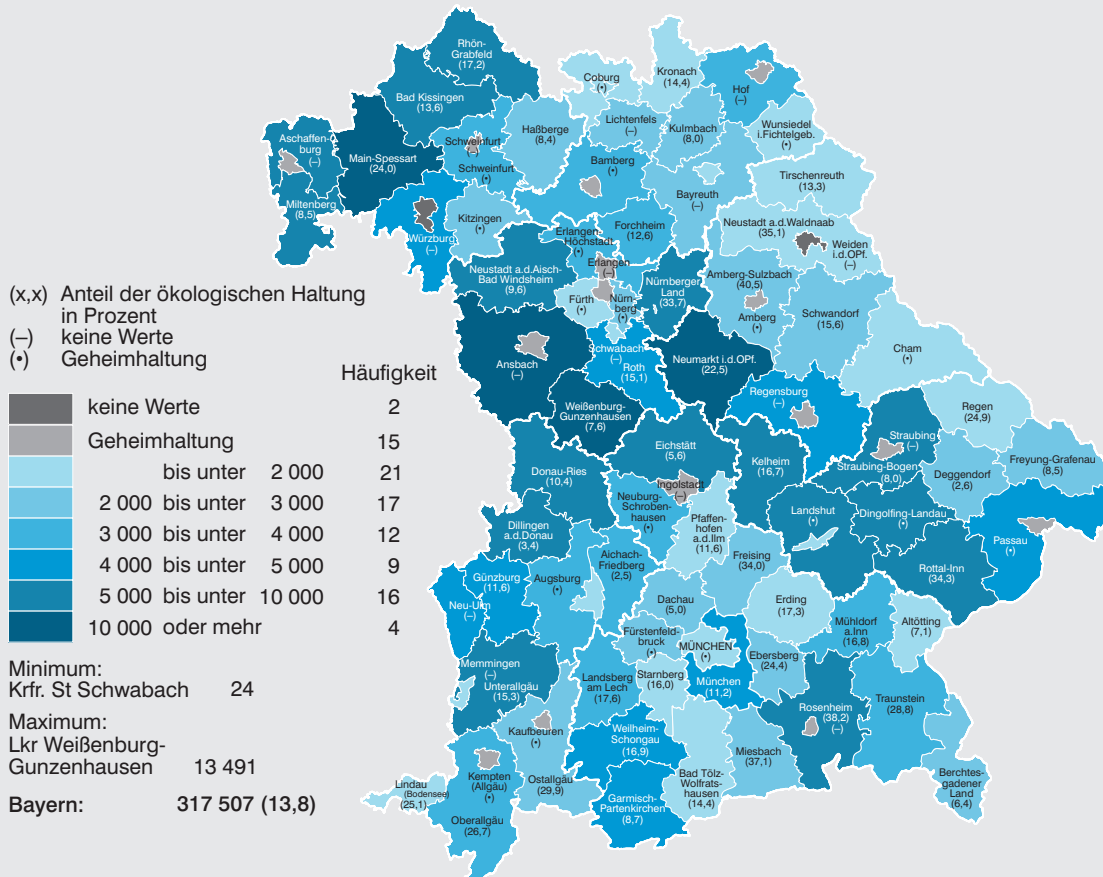 Rhön-
Grabfeld
(17,2)
Coburg
(•)
Kronach
(14,4)
Hof
(–)
Bad Kissingen
(13,6)
Lichtenfels
(–)
Kulmbach
(8,0)
Wunsiedel
i.Fichtelgeb.
(•)
Aschaffen-
burg
(–)
Main-Spessart
(24,0)
Schweinfurt
(–)
Schweinfurt
(•)
Haßberge
(8,4)
Bamberg
(•)
Bayreuth
(–)
Tirschenreuth
(13,3)
Miltenberg
(8,5)
Würzburg
(–)
Kitzingen
(•)
Erlangen-
Höchstadt
(•)
Forchheim
(12,6)
Neustadt a.d.Waldnaab
(35,1)
Weiden
i.d.OPf.
(–)
Erlangen
(–)
Neustadt a.d.Aisch-
Bad Windsheim
(9,6)
Fürth
(•)
Nürn-
berg
(•)
Nürnberger
Land
(33,7)
Amberg-Sulzbach
(40,5)
Amberg
(•)
Schwandorf
(15,6)
(x,x) Anteil der ökologischen Haltung
in Prozent
(–) keine Werte
(•) Geheimhaltung
Ansbach
(–)
Schwabach
(–)
Roth
(15,1)
Neumarkt i.d.OPf.
(22,5)
Cham
(•)
Regensburg
(–)
Weißenburg-
Gunzenhausen
(7,6)
Regen
(24,9)
Häufigkeit
keine Werte 2
Geheimhaltung 15
bis unter 2 000 21
2 000 bis unter 3 000 17
3 000 bis unter 4 000 12
4 000 bis unter 5 000 9
5 000 bis unter 10 000 16
10 000 oder mehr 4
Minimum:
Krfr. St Schwabach 24
Maximum:
Lkr Weißenburg-
Gunzenhausen 13 491
Bayern: 317 507 (13,8)
Eichstätt
(5,6)
Ingolstadt
(–)
Kelheim
(16,7)
Straubing
(–)
Straubing-Bogen
(8,0)
Deggendorf
(2,6)
Freyung-Grafenau
(8,5)
Donau-Ries
(10,4)
Neuburg-
Schroben-
hausen
(•)
Pfaffen-
hofen
a.d.Ilm
(11,6)
Landshut
(•)
Dingolfing-Landau
(•)
Passau
(•)
Dillingen
a.d.Donau
(3,4)
Aichach-
Friedberg
(2,5)
Freising
(34,0)
Rottal-Inn
(34,3)
Günzburg
(11,6)
Augsburg
(•)
Neu-Ulm
(–)
Dachau
(5,0)
Erding
(17,3)
Mühldorf
a.Inn
(16,8)
Altötting
(7,1)
Fürstenfeld-
bruck
(•)
MÜNCHEN
(•)
Ebersberg
(24,4)
Memmingen
(–)
Unterallgäu
(15,3)
Landsberg
am Lech
(17,6)
Starnberg
(16,0)
München
(11,2)
Rosenheim
(38,2)
(–)
Traunstein
(28,8)
Kaufbeuren
(•)
Weilheim-
Schongau
(16,9)
Bad Tölz-
Wolfrats-
hausen
(14,4)
Miesbach
(37,1)
Lindau
(Bodensee)
(25,1)
Kempten
(Allgäu)
(•)
Oberallgäu
(26,7)
Ostallgäu
(29,9)
Garmisch-
Partenkirchen
(8,7)
Berchtes-
gadener
Land
(6,4)